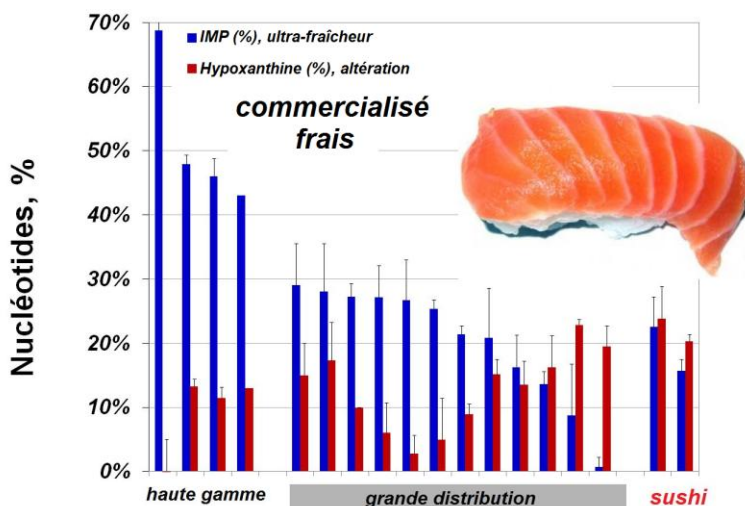 70%
IMP (%), ultra-fraîcheur
Hypoxanthine (%), altération
60%
commercialisé
frais
50%
40%
30%
20%
10%
0%
Nucléotides, %
haute gamme
grande distribution
sushi